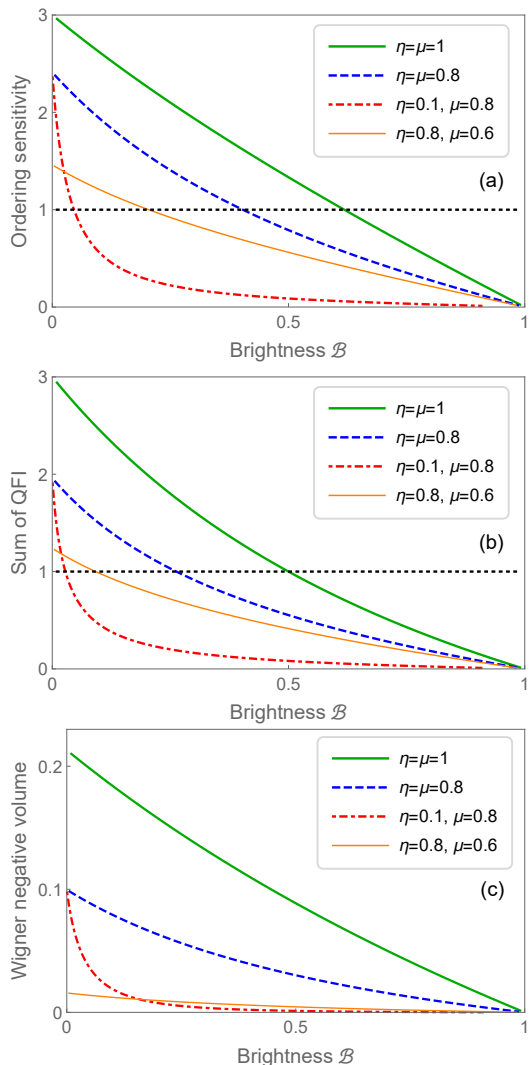 3
2
1
0
Ordering sensitivity
η=μ=1
η=μ=0.8
η=0.1, μ=0.8
η=0.8, μ=0.6
(a)
0 0.5 1
Brightness ℬ
3
2
1
0
Sum of QFI
η=μ=1
η=μ=0.8
η=0.1, μ=0.8
η=0.8, μ=0.6
(b)
0 0.5 1
Brightness ℬ
0.2
0.1
0
Wigner negative volume
η=μ=1
η=μ=0.8
η=0.1, μ=0.8
η=0.8, μ=0.6
(c)
0 0.5 1
Brightness ℬ